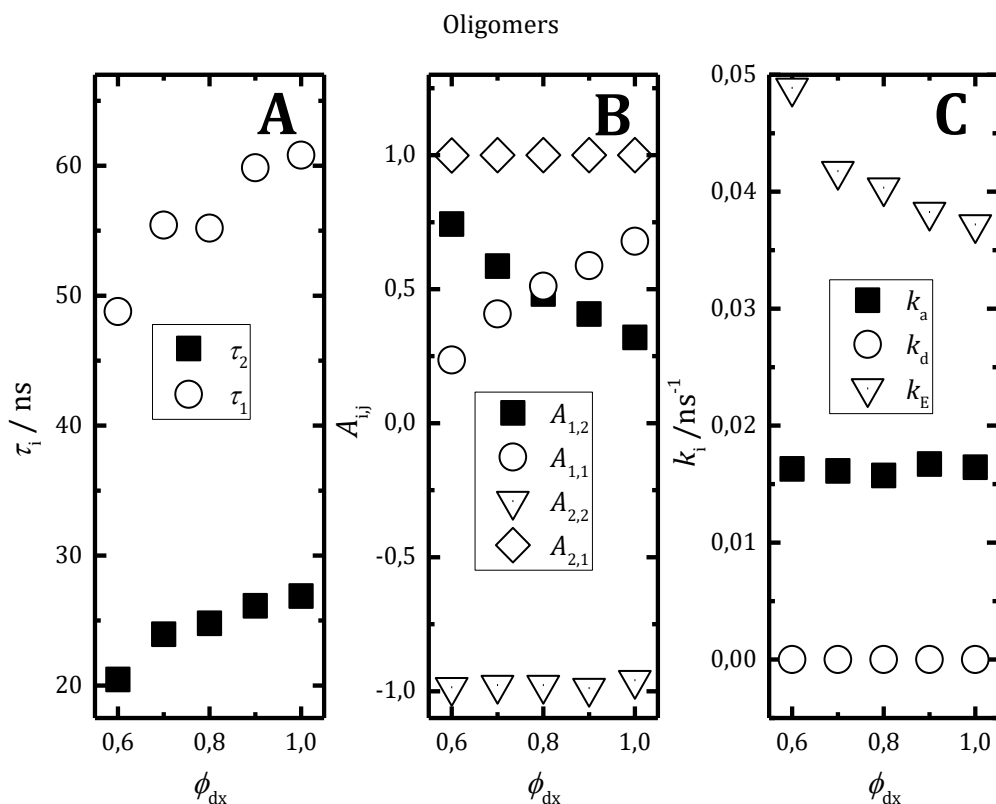 Oligomers
A
τi / ns
60
50
40
30
20
τ2
τ1
0,6
0,8
1,0
ϕdx
B
Ai,j
1,0
0,5
0,0
-0,5
-1,0
A1,2
A1,1
A2,2
A2,1
0,6
0,8
1,0
ϕdx
C
ki /ns-1
0,05
0,04
0,03
0,02
0,01
0,00
ka
kd
kE
0,6
0,8
1,0
ϕdx